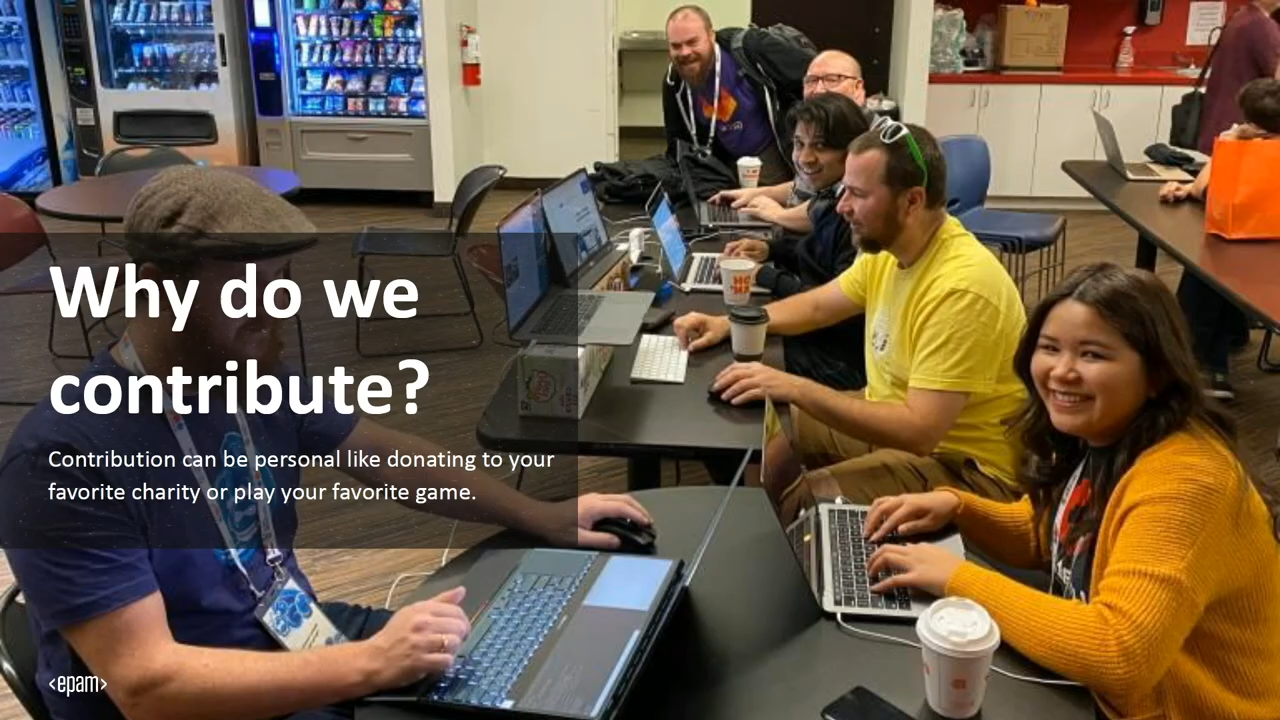 Why do we
contribute?
Contribution can be personal like donating to your
favorite charity or play your favorite game.
<epam>